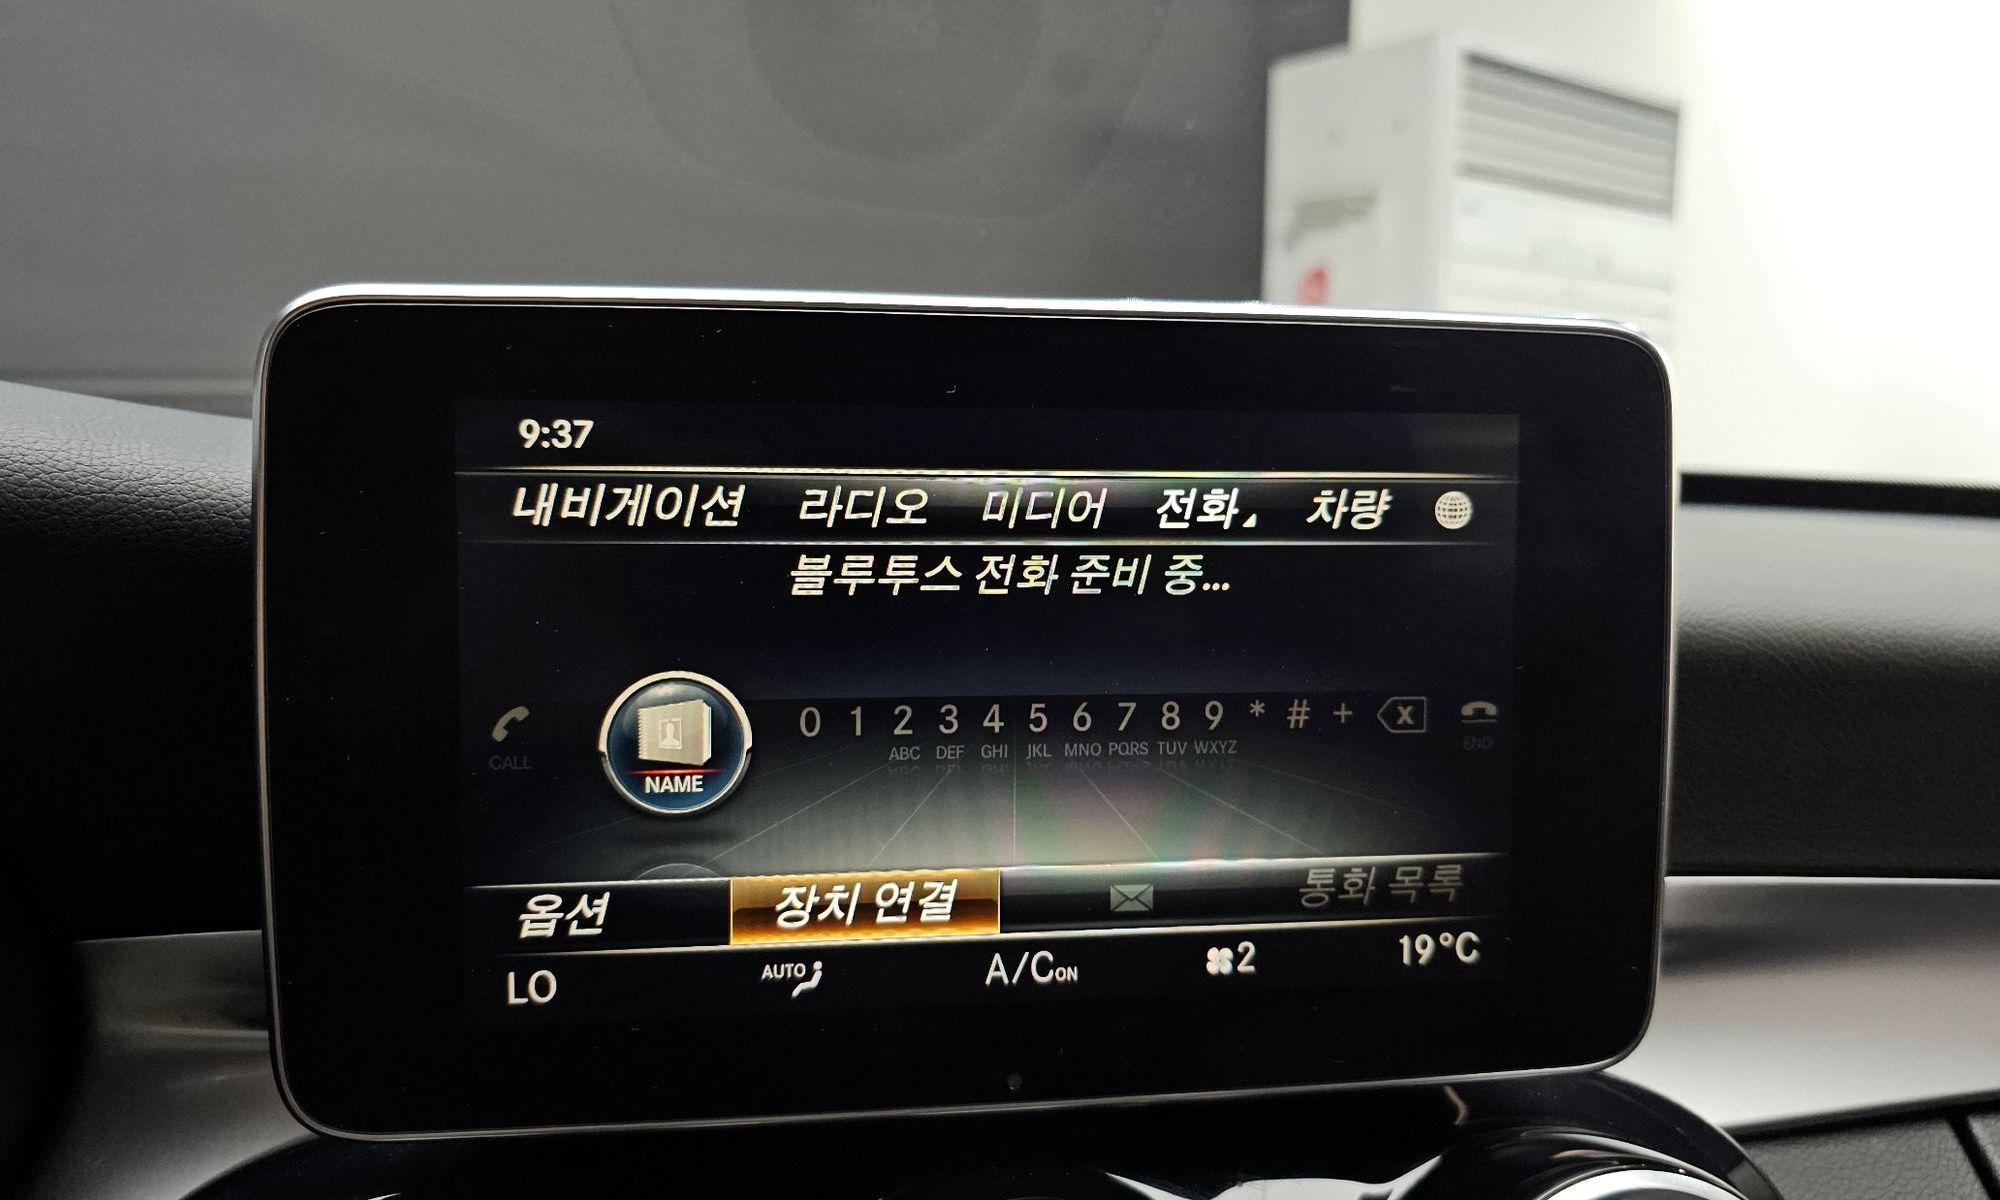 9:37
내비게이션 라디오 미디어 전화 차량
블루투스 전화 준비 중...
0 1 2 3 4 5 6 7 8 9 * # + X
ABC DEF GHI JKL MNO PQRS TUV WXYZ
CALL
NAME
END
옵션 장치 연결 통화 목록
LO AUTO A/C ON 2 19°C